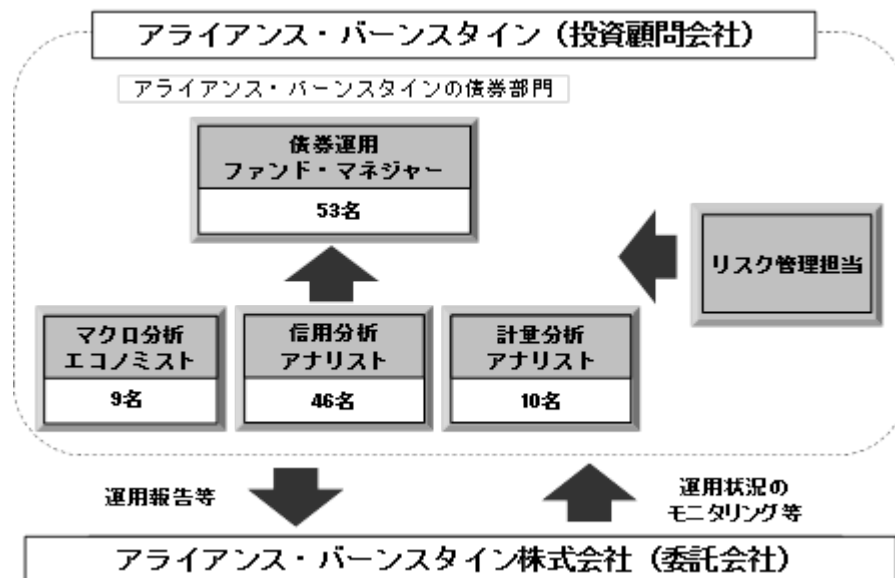 アライアンス・バーンスタイン（投資顧問会社）
アライアンス・バーンスタインの債券部門
債券運用
ファンド・マネジャー
53名
リスク管理担当
マクロ分析
エコノミスト
9名
信用分析
アナリスト
46名
計量分析
アナリスト
10名
運用報告等
運用状況の
モニタリング等
アライアンス・バーンスタイン株式会社（委託会社）